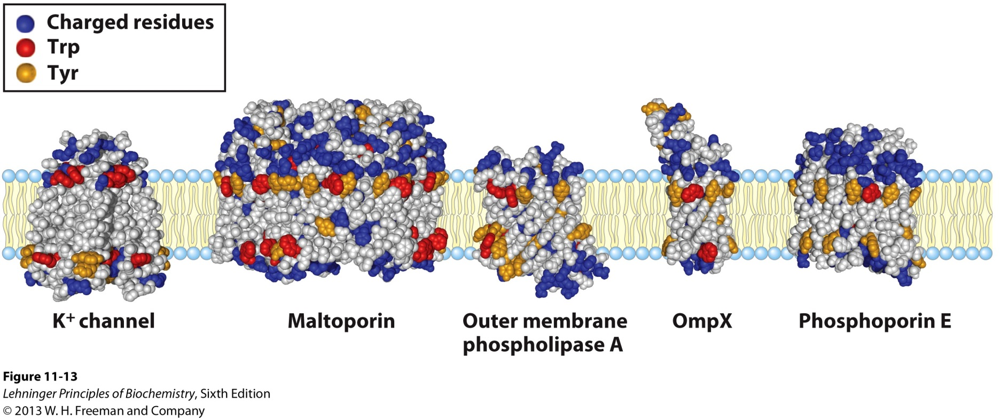 Charged residues
Trp
Tyr
K⁺ channel
Maltoporin
Outer membrane
phospholipase A
OmpX
Phosphoporin E
Figure 11-13
Lehninger Principles of Biochemistry, Sixth Edition
© 2013 W. H. Freeman and Company